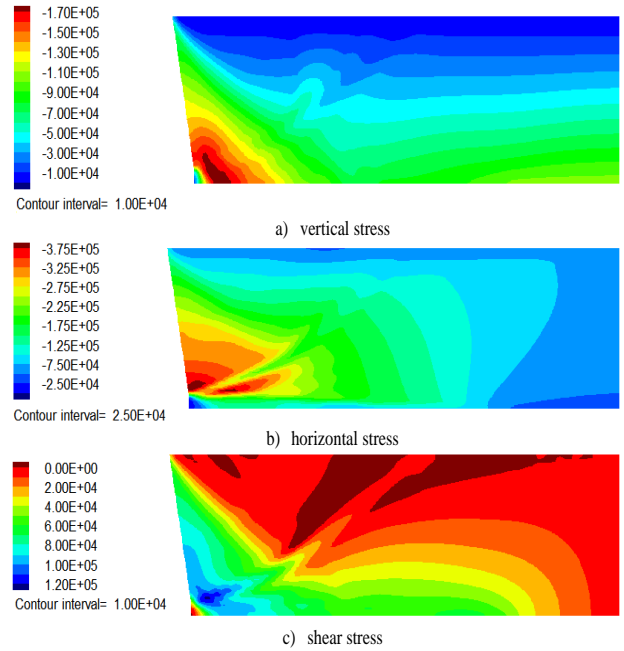 -1.70E+05
-1.50E+05
-1.30E+05
-1.10E+05
-9.00E+04
-7.00E+04
-5.00E+04
-3.00E+04
-1.00E+04
Contour interval= 1.00E+04
a) vertical stress
-3.75E+05
-3.25E+05
-2.75E+05
-2.25E+05
-1.75E+05
-1.25E+05
-7.50E+04
-2.50E+04
Contour interval= 2.50E+04
b) horizontal stress
0.00E+00
2.00E+04
4.00E+04
6.00E+04
8.00E+04
1.00E+05
1.20E+05
Contour interval= 1.00E+04
c) shear stress